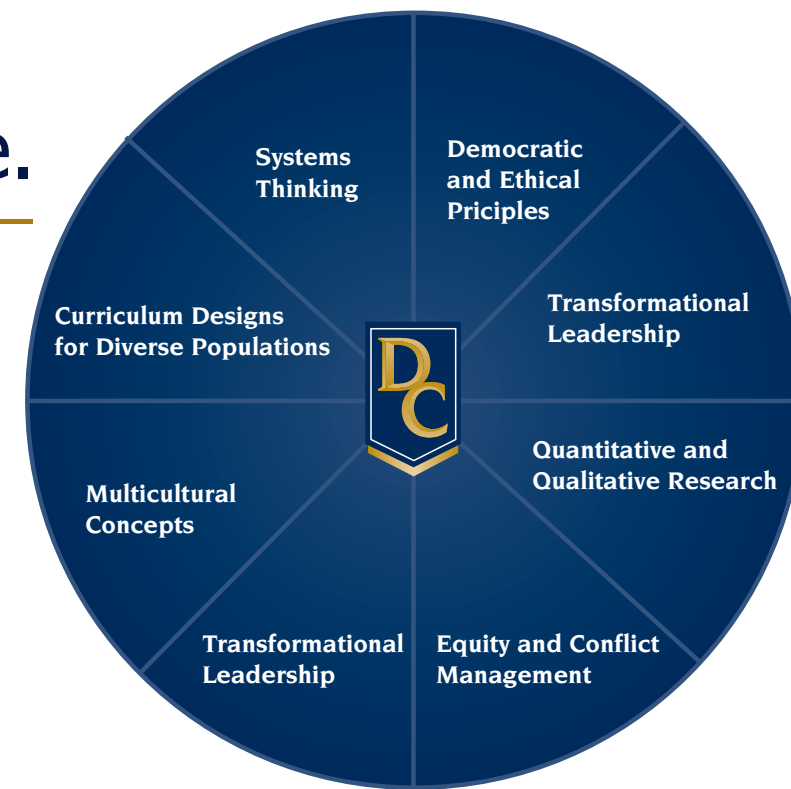 e.
Systems
Thinking
Democratic
and Ethical
Priciples
Transformational
Leadership
Curriculum Designs
for Diverse Populations
DC
Quantitative and
Qualitative Research
Multicultural
Concepts
Transformational
Leadership
Equity and Conflict
Management